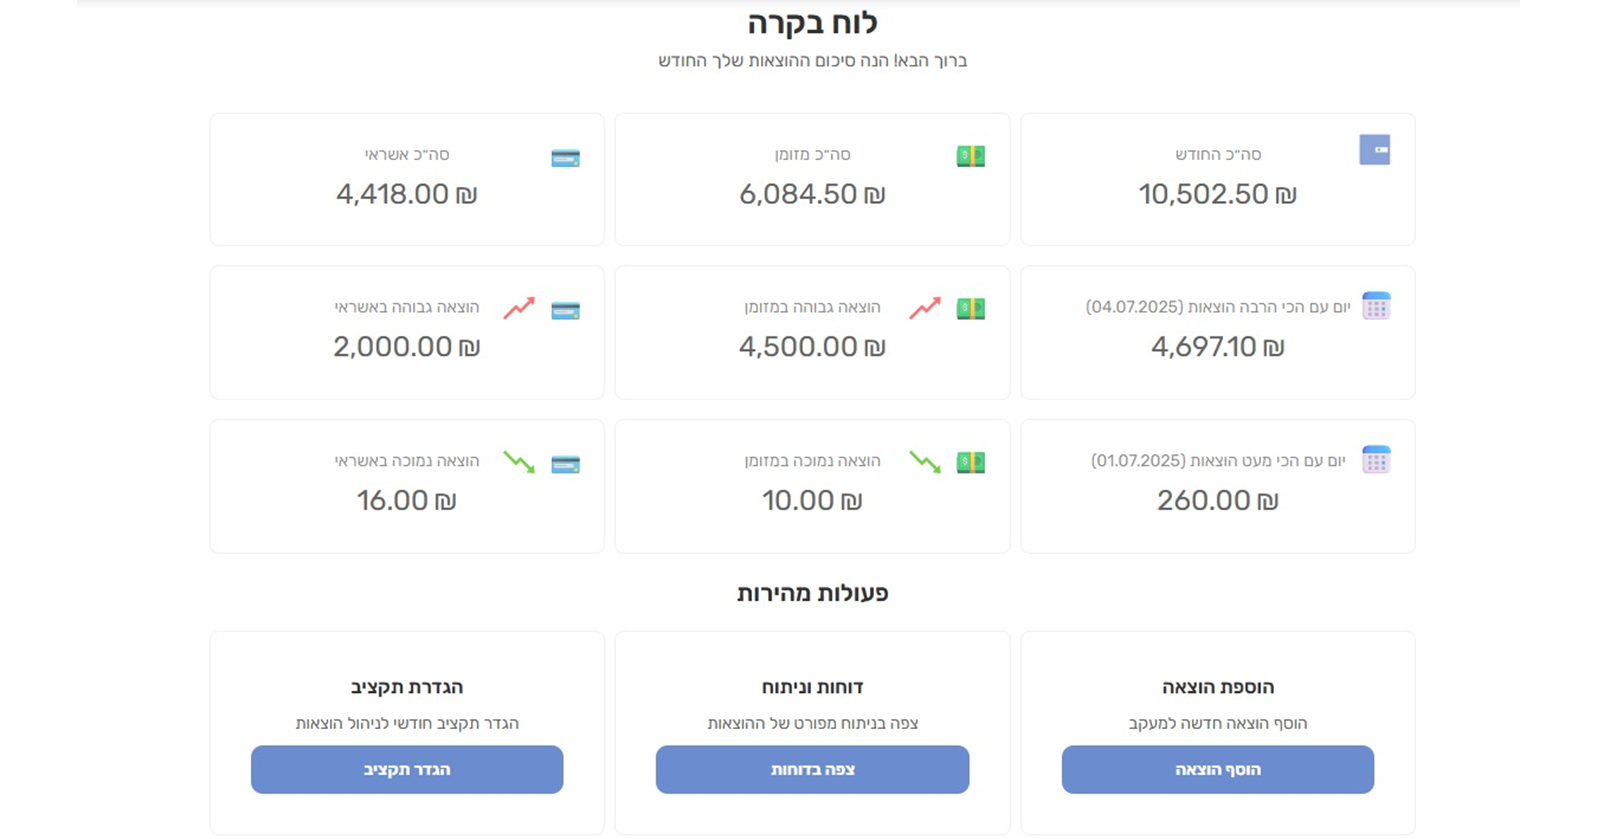 לוח בקרה
ברוך הבא! הנה סיכום ההוצאות שלך החודש
סה״כ החודש
10,502.50 ₪
סה״כ מזומן
6,084.50 ₪
סה״כ אשראי
4,418.00 ₪
יום עם הכי הרבה הוצאות (04.07.2025)
4,697.10 ₪
הוצאה גבוהה במזומן
4,500.00 ₪
הוצאה גבוהה באשראי
2,000.00 ₪
יום עם הכי מעט הוצאות (01.07.2025)
260.00 ₪
הוצאה נמוכה במזומן
10.00 ₪
הוצאה נמוכה באשראי
16.00 ₪
פעולות מהירות
הוספת הוצאה
הוסף הוצאה חדשה למעקב
הוסף הוצאה
דוחות וניתוח
צפה בניתוח מפורט של ההוצאות
צפה בדוחות
הגדרת תקציב
הגדר תקציב חודשי לניהול הוצאות
הגדר תקציב